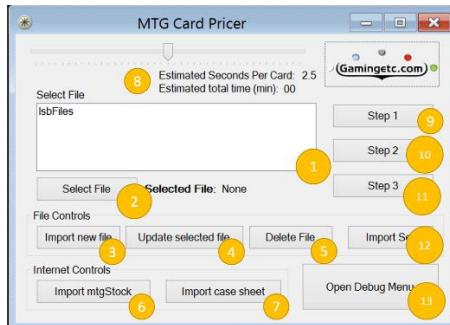 MTG Card Pricer
Gamingetc.com
8
Estimated Seconds Per Card: 2.5
Estimated total time (min): 00
Select File
lsbFiles
1
Step 1
9
Step 2
10
Step 3
11
Select File
2
Selected File: None
File Controls
Import new file
3
Update selected file
4
Delete File
5
Import
12
Internet Controls
Import mtgStock
6
Import case sheet
7
Open Debug Menu
13